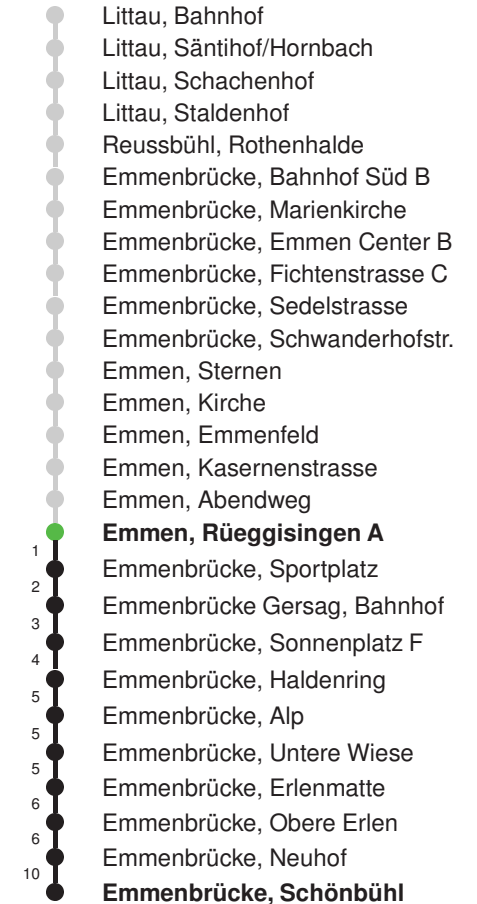 Littau, Bahnhof
Littau, Säntihof/Hornbach
Littau, Schachenhof
Littau, Staldenhof
Reussbühl, Rothenhalde
Emmenbrücke, Bahnhof Süd B
Emmenbrücke, Marienkirche
Emmenbrücke, Emmen Center B
Emmenbrücke, Fichtenstrasse C
Emmenbrücke, Sedelstrasse
Emmenbrücke, Schwanderhofstr.
Emmen, Sternen
Emmen, Kirche
Emmen, Emmenfeld
Emmen, Kasernenstrasse
Emmen, Abendweg
Emmen, Rüeggisingen A
1
Emmenbrücke, Sportplatz
2
Emmenbrücke Gersag, Bahnhof
3
Emmenbrücke, Sonnenplatz F
4
Emmenbrücke, Haldenring
5
Emmenbrücke, Alp
5
Emmenbrücke, Untere Wiese
5
Emmenbrücke, Erlenmatte
6
Emmenbrücke, Obere Erlen
6
Emmenbrücke, Neuhof
10
Emmenbrücke, Schönbühl